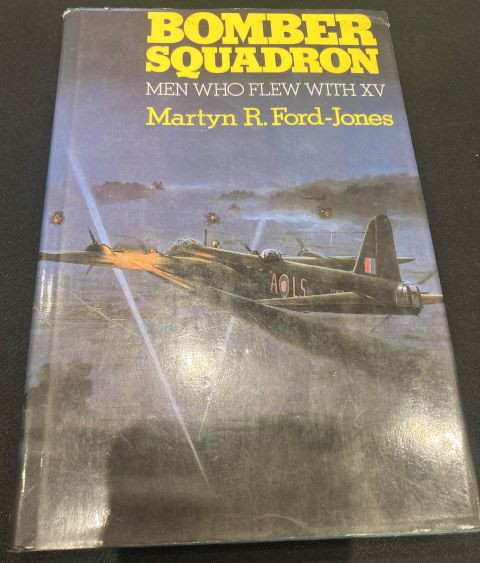 BOMBER
SQUADRON
MEN WHO FLEW WITH XV
Martyn R. Ford-Jones
A LS